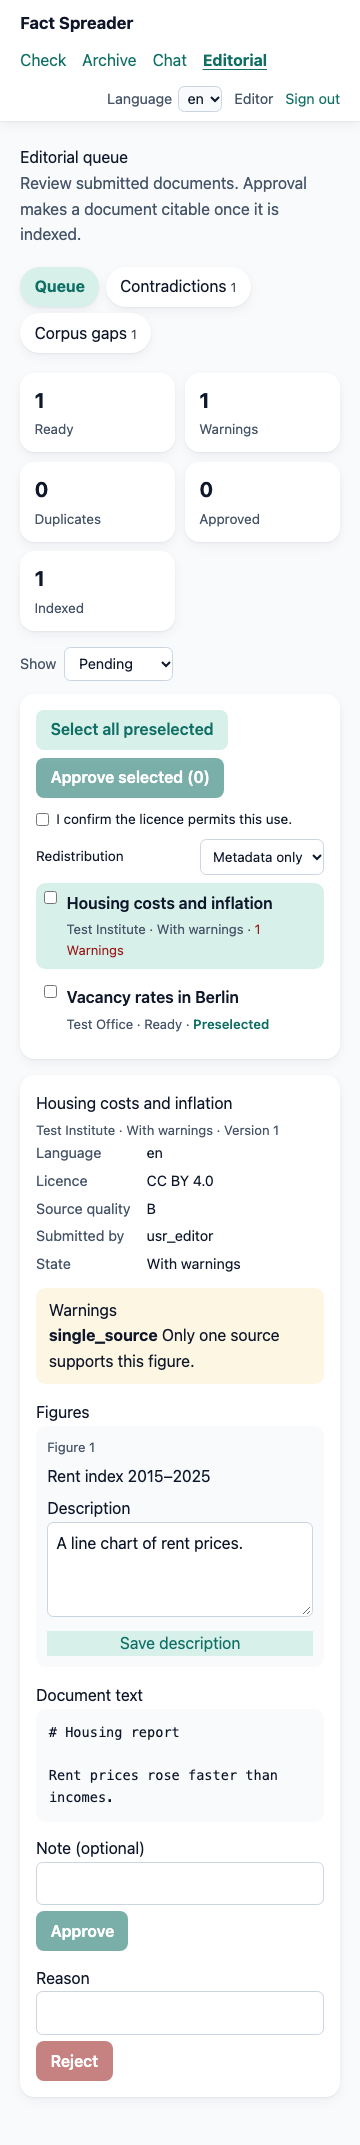 Fact Spreader
Check Archive Chat Editorial
Language en Editor Sign out
Editorial queue
Review submitted documents. Approval
makes a document citable once it is
indexed.
Queue Contradictions 1
Corpus gaps 1
1 1
Ready Warnings
0 0
Duplicates Approved
1
Indexed
Show Pending
Select all preselected
Approve selected (0)
I confirm the licence permits this use.
Redistribution Metadata only
Housing costs and inflation
Test Institute · With warnings · 1
Warnings
Vacancy rates in Berlin
Test Office · Ready · Preselected
Housing costs and inflation
Test Institute · With warnings · Version 1
Language en
Licence CC BY 4.0
Source quality B
Submitted by usr_editor
State With warnings
Warnings
single_source Only one source
supports this figure.
Figures
Figure 1
Rent index 2015–2025
Description
A line chart of rent prices.
Save description
Document text
# Housing report
Rent prices rose faster than
incomes.
Note (optional)
Approve
Reason
Reject